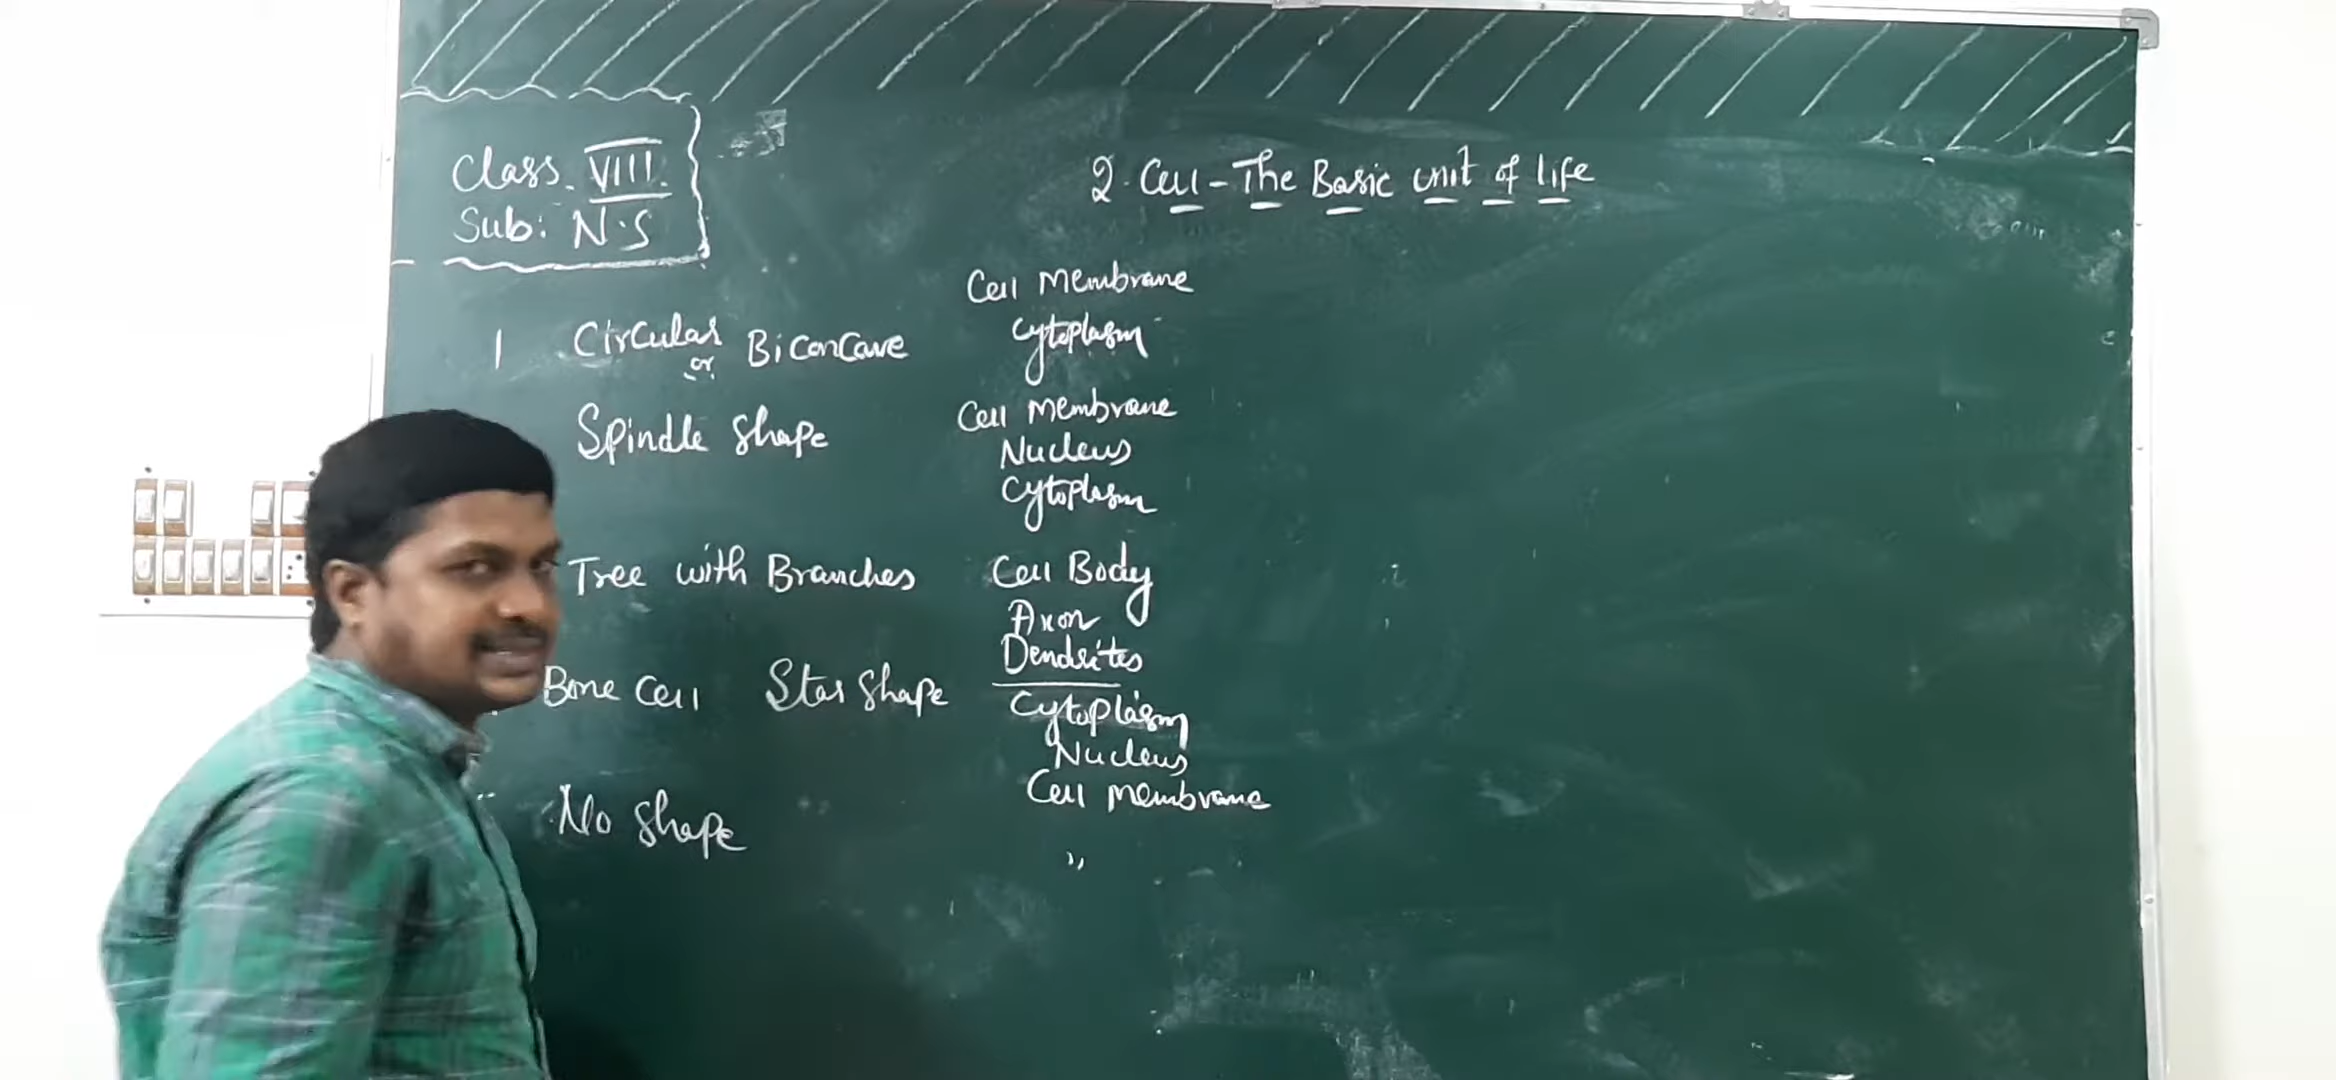 Class. VIII.
Sub: N.S
2. Cell - The Basic unit of life
1 Circular or Biconcave
Cell Membrane
Cytoplasm
Spindle shape
Cell Membrane
Nucleus
Cytoplasm
Tree with Branches
Cell Body
Axon
Dendrites
Bone Cell Star shape
Cytoplasm
Nucleus
Cell Membrane
No shape
"